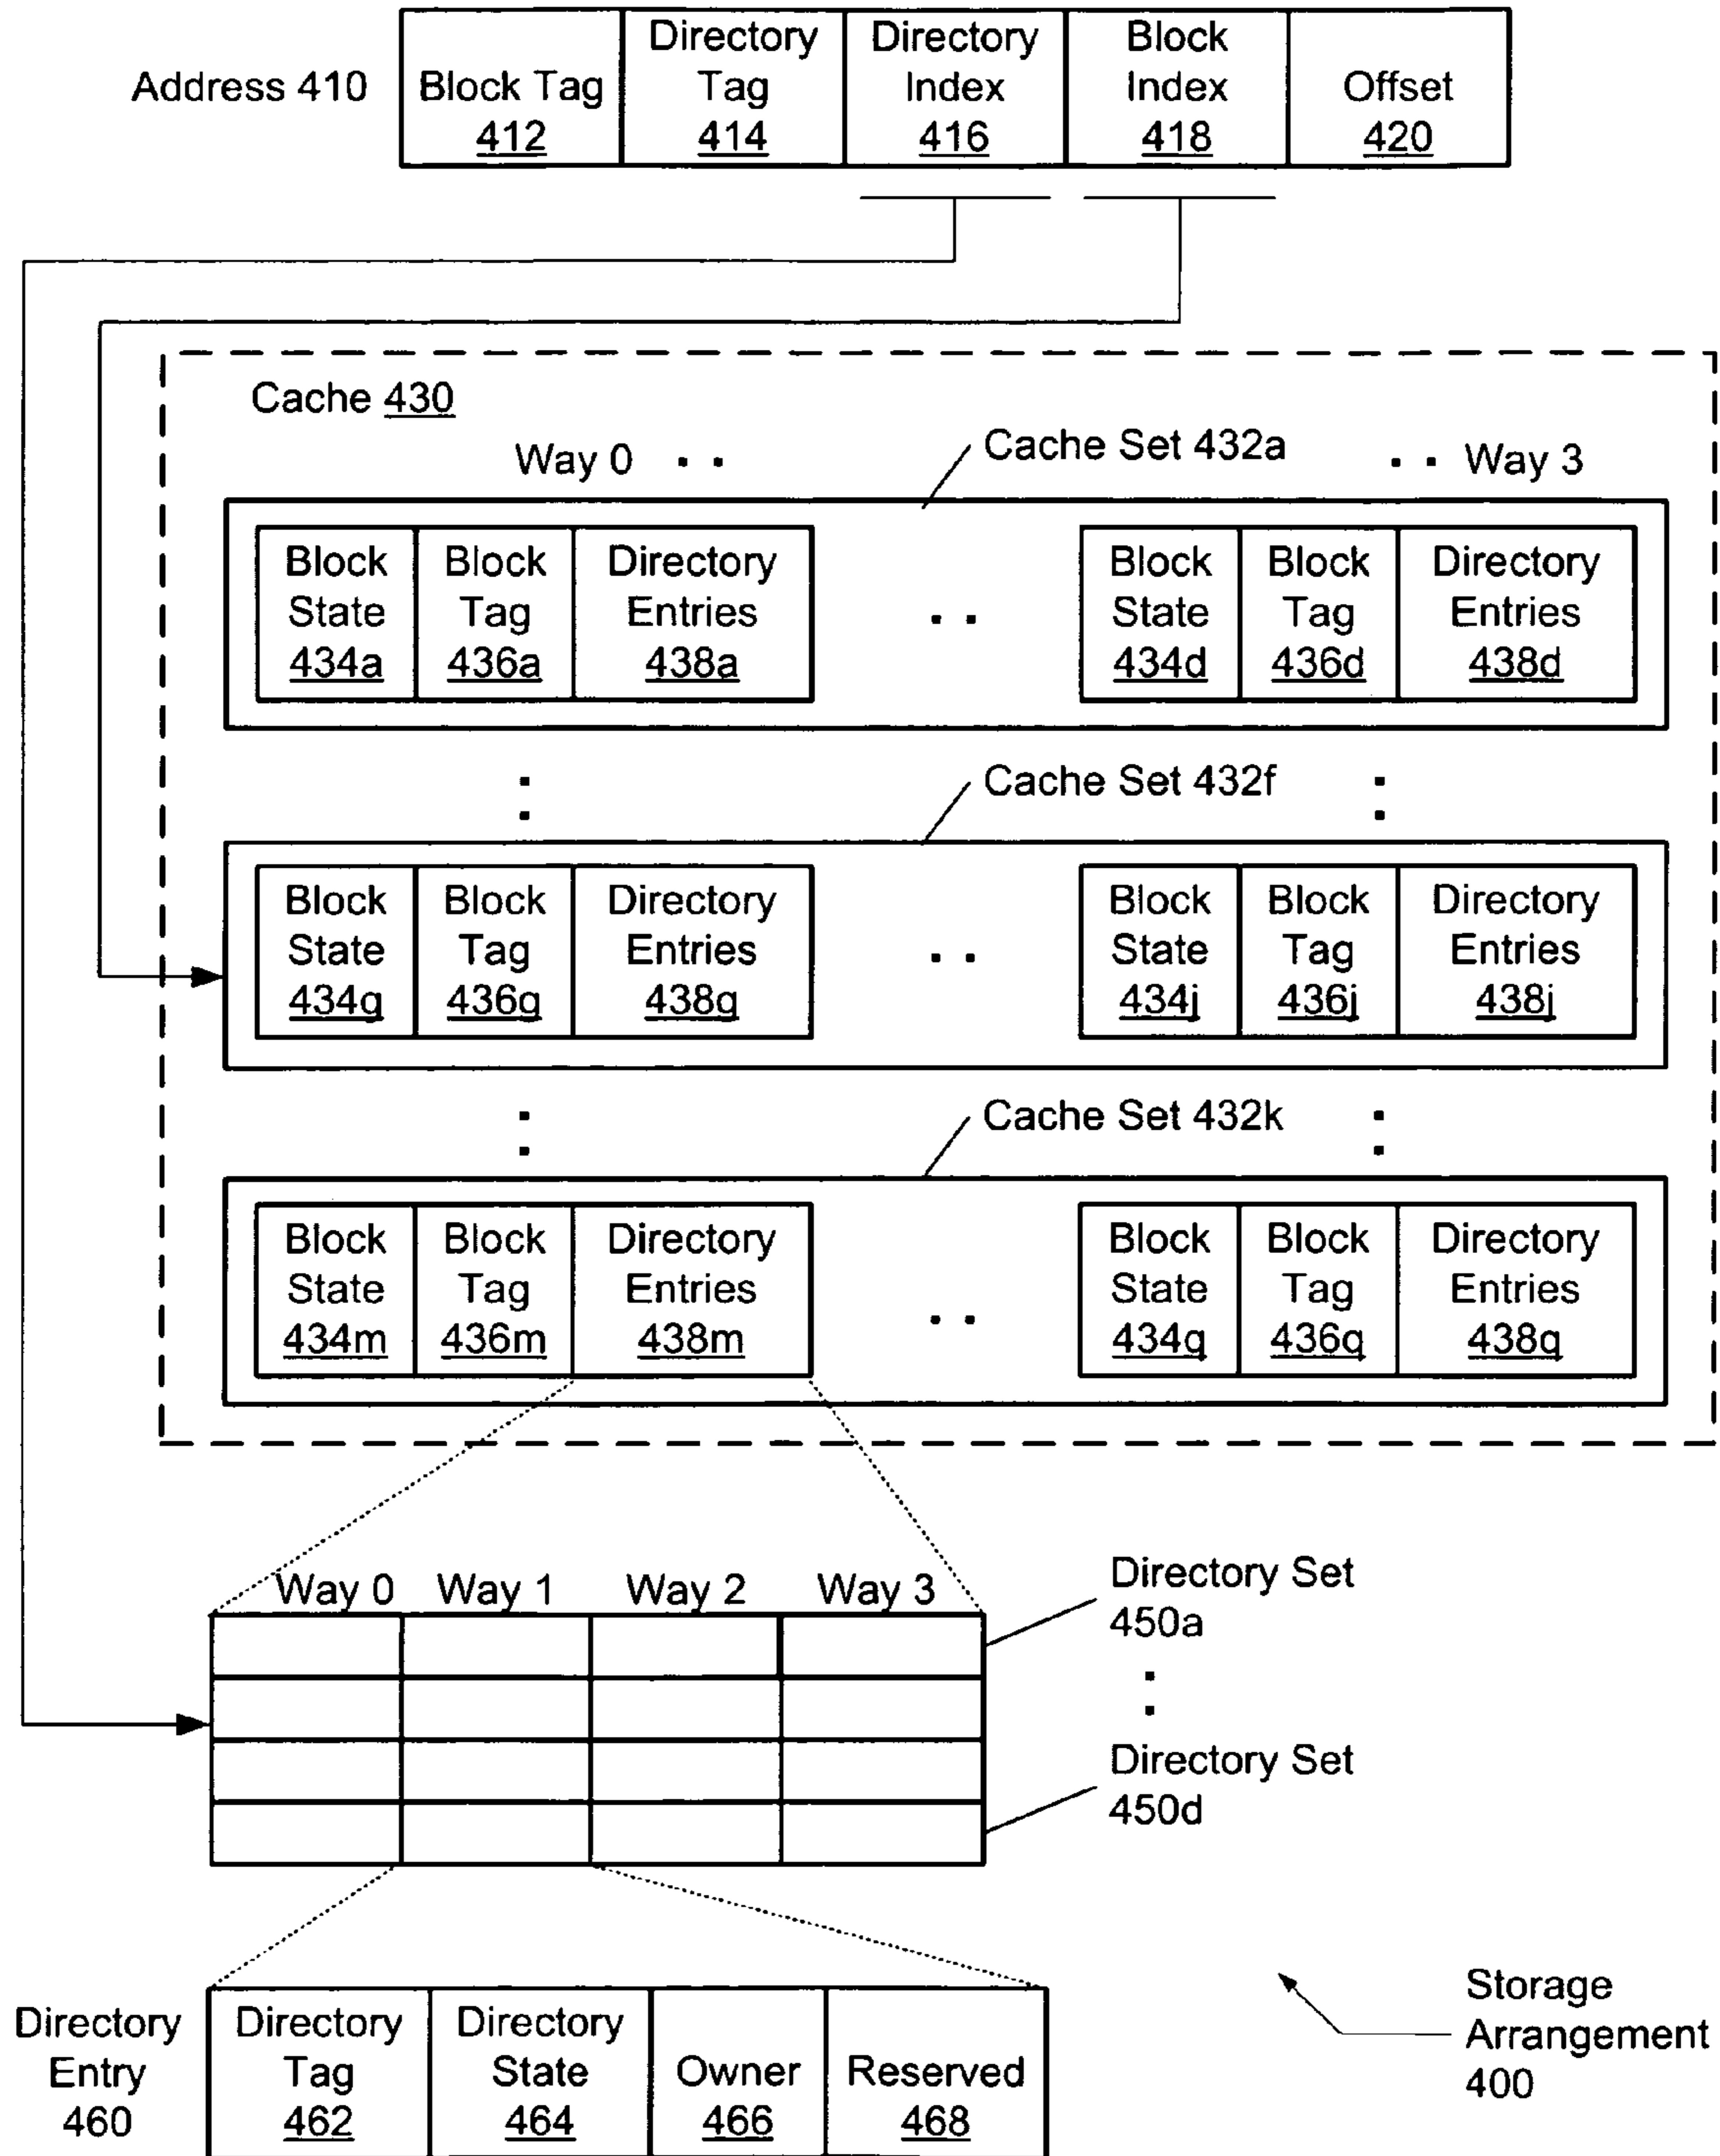 Address 410
Block Tag 412
Directory Tag 414
Directory Index 416
Block Index 418
Offset 420
Cache 430
Way 0 . .
Cache Set 432a
. . Way 3
Block State 434a
Block Tag 436a
Directory Entries 438a
. .
Block State 434d
Block Tag 436d
Directory Entries 438d
Cache Set 432f
Block State 434g
Block Tag 436g
Directory Entries 438g
. .
Block State 434j
Block Tag 436j
Directory Entries 438j
Cache Set 432k
Block State 434m
Block Tag 436m
Directory Entries 438m
. .
Block State 434q
Block Tag 436q
Directory Entries 438q
Way 0 Way 1 Way 2 Way 3
Directory Set 450a
Directory Set 450d
Directory Entry 460
Directory Tag 462
Directory State 464
Owner 466
Reserved 468
Storage Arrangement 400